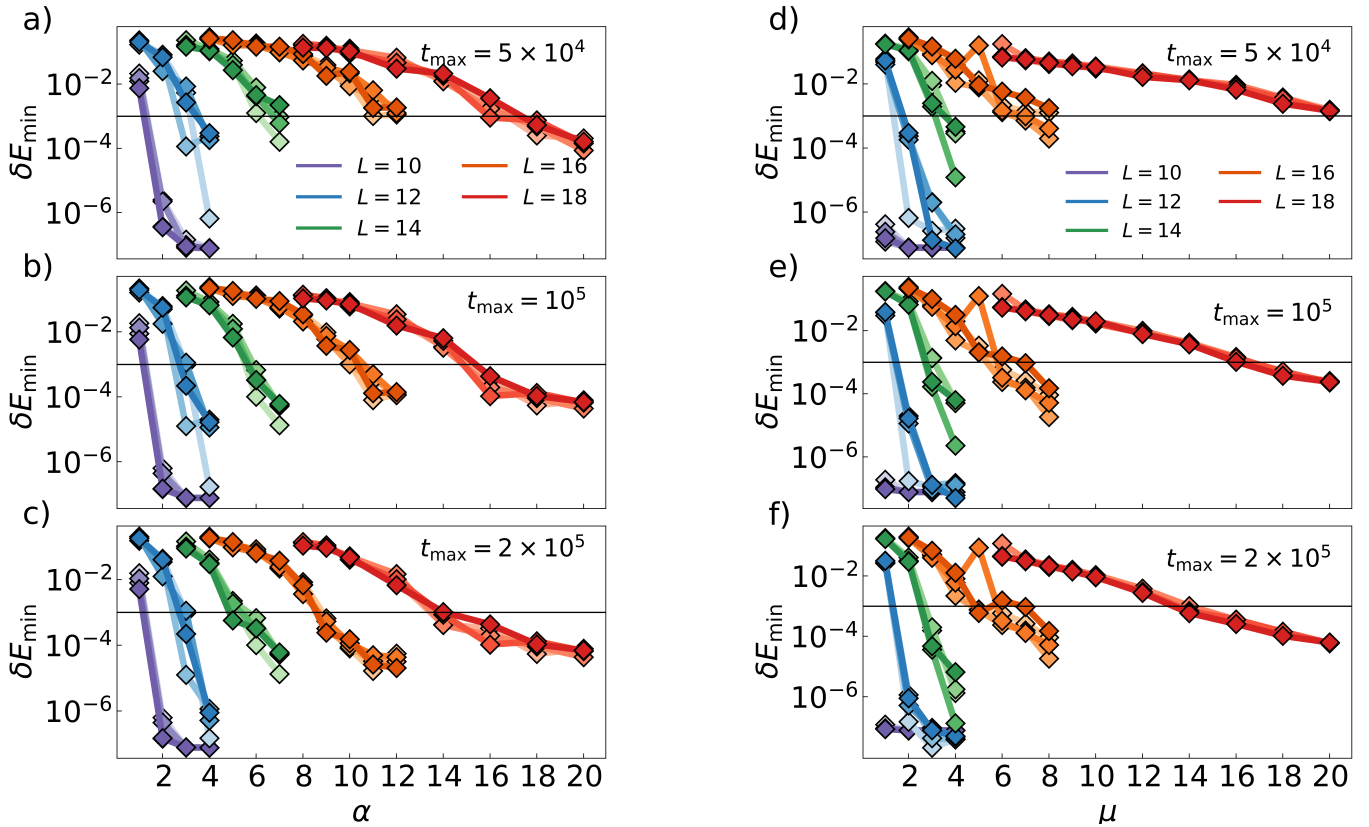 a)
t_max = 5 × 10^4
δE_min
10^−2
10^−4
10^−6
L = 10
L = 12
L = 14
L = 16
L = 18
b)
t_max = 10^5
δE_min
10^−2
10^−4
10^−6
c)
t_max = 2 × 10^5
δE_min
10^−2
10^−4
10^−6
2 4 6 8 10 12 14 16 18 20
α
d)
t_max = 5 × 10^4
δE_min
10^−2
10^−4
10^−6
L = 10
L = 12
L = 14
L = 16
L = 18
e)
t_max = 10^5
δE_min
10^−2
10^−4
10^−6
f)
t_max = 2 × 10^5
δE_min
10^−2
10^−4
10^−6
2 4 6 8 10 12 14 16 18 20
μ